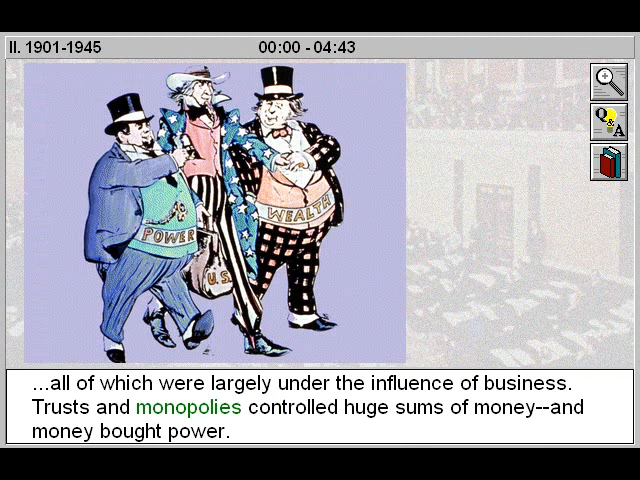 II. 1901-1945
00:00 - 04:43
Q&A
POWER
WEALTH
U.S.
...all of which were largely under the influence of business.
Trusts and monopolies controlled huge sums of money--and
money bought power.